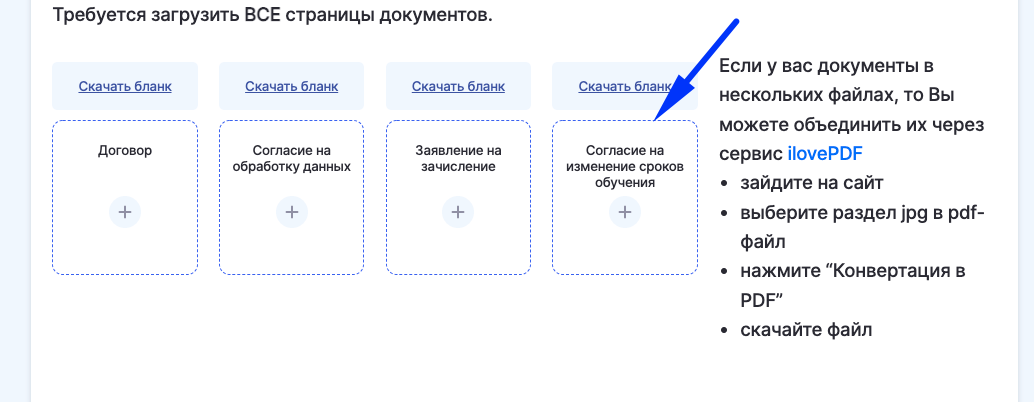 Требуется загрузить ВСЕ страницы документов.
Скачать бланк
Скачать бланк
Скачать бланк
Скачать бланк
Договор
Согласие на
обработку данных
Заявление на
зачисление
Согласие на
изменение сроков
обучения
Если у вас документы в
нескольких файлах, то Вы
можете объединить их через
сервис ilovePDF
• зайдите на сайт
• выберите раздел jpg в pdf-
файл
• нажмите “Конвертация в
PDF”
• скачайте файл